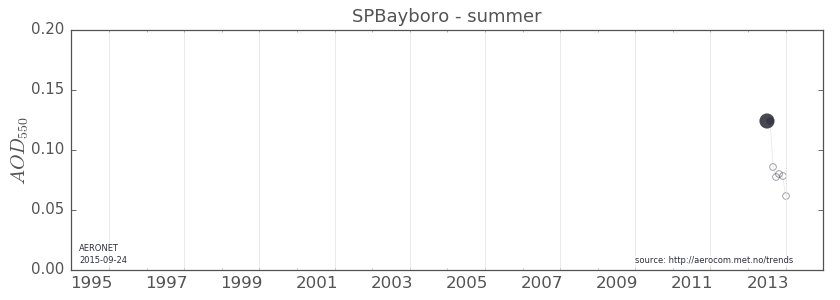 SPBayboro - summer
0.20
0.15
0.10
0.05
0.00
AOD550
AERONET
2015-09-24
source: http://aerocom.met.no/trends
1995 1997 1999 2001 2003 2005 2007 2009 2011 2013